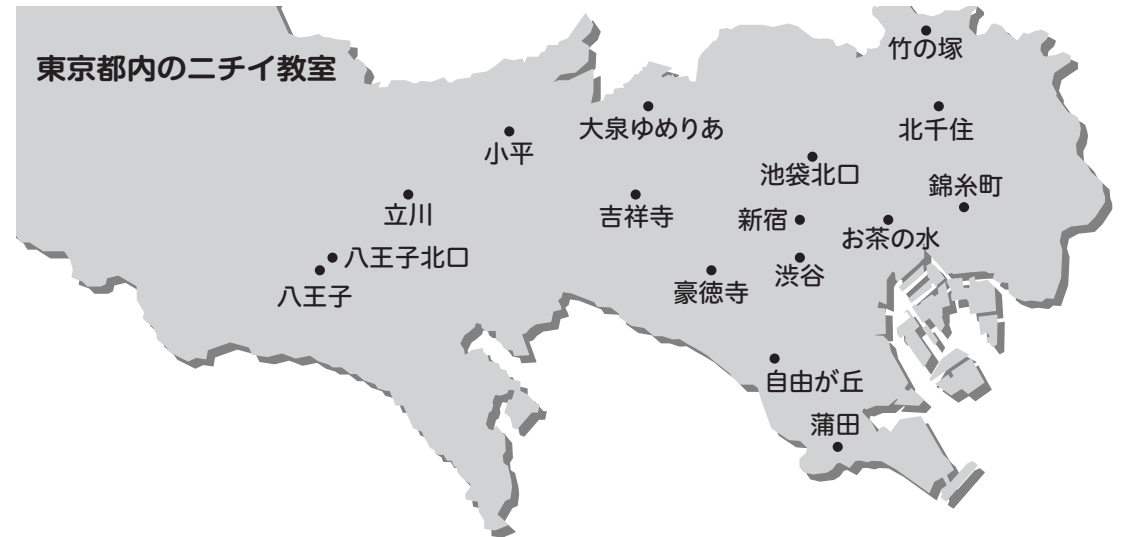 東京都内のニチイ教室
竹の塚
大泉ゆめりあ
北千住
小平
池袋北口
錦糸町
立川
吉祥寺
新宿
お茶の水
八王子北口
渋谷
八王子
豪徳寺
自由が丘
蒲田